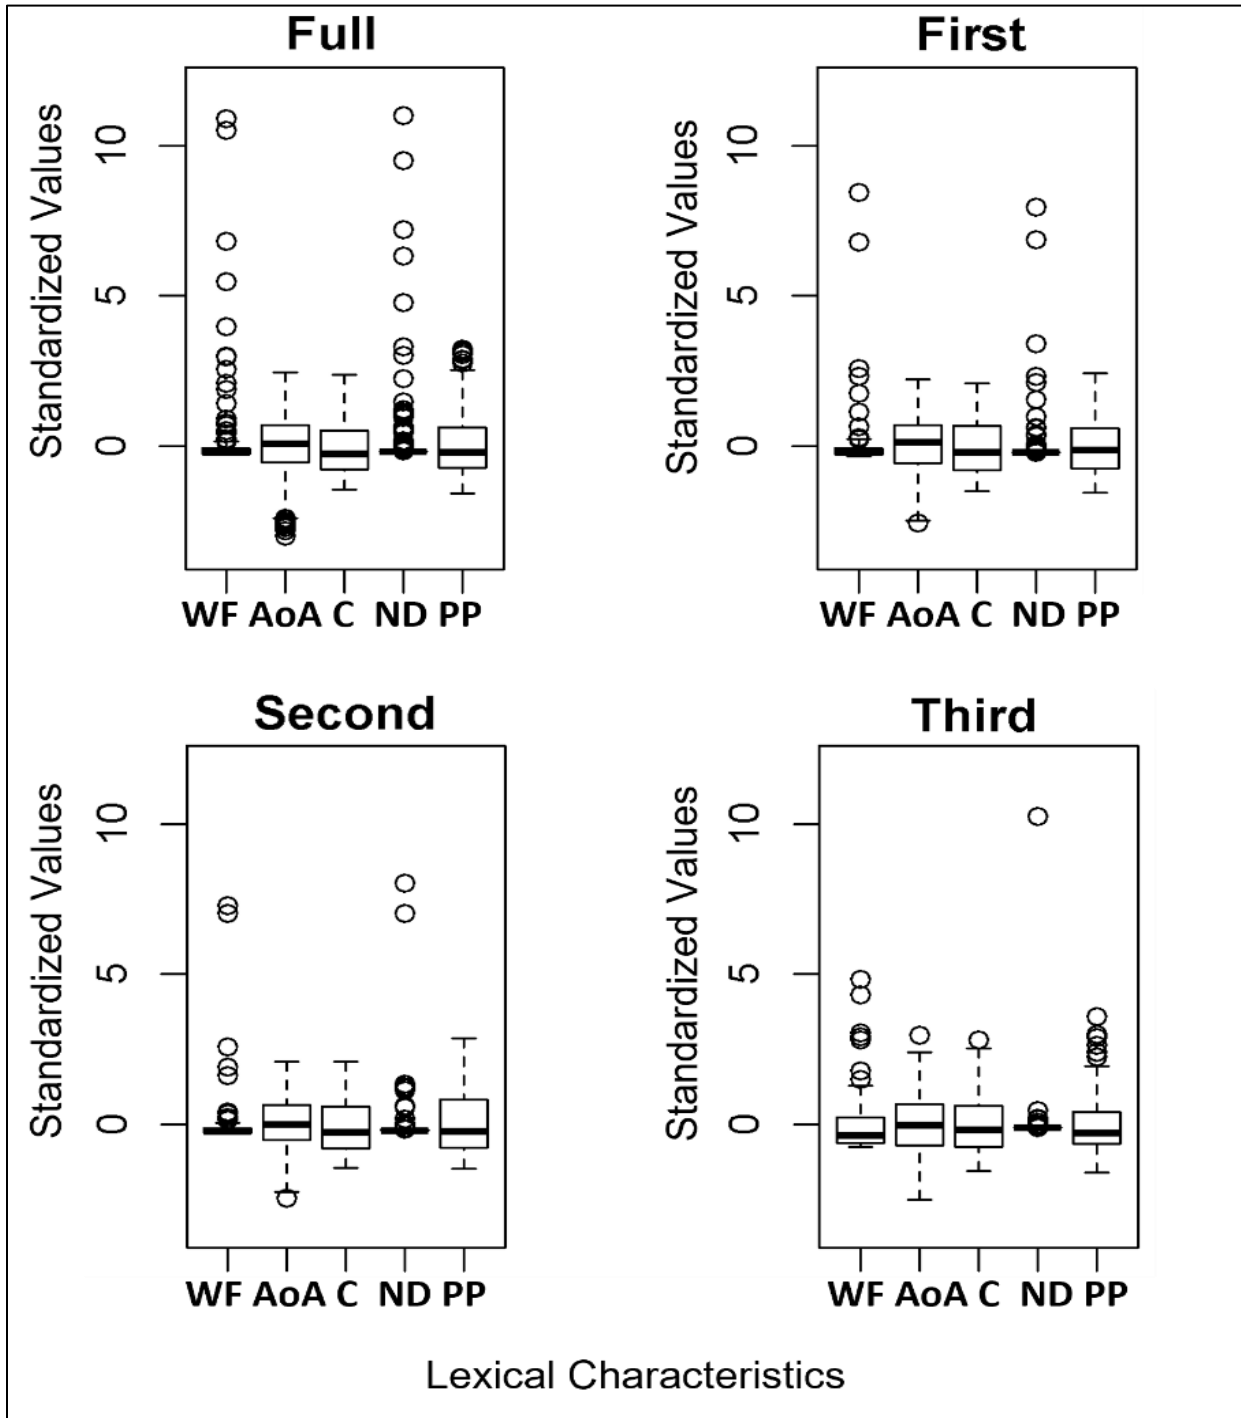 Full
Standardized Values
10
5
0
WF AoA C ND PP
First
Standardized Values
10
5
0
WF AoA C ND PP
Second
Standardized Values
10
5
0
WF AoA C ND PP
Third
Standardized Values
10
5
0
WF AoA C ND PP
Lexical Characteristics